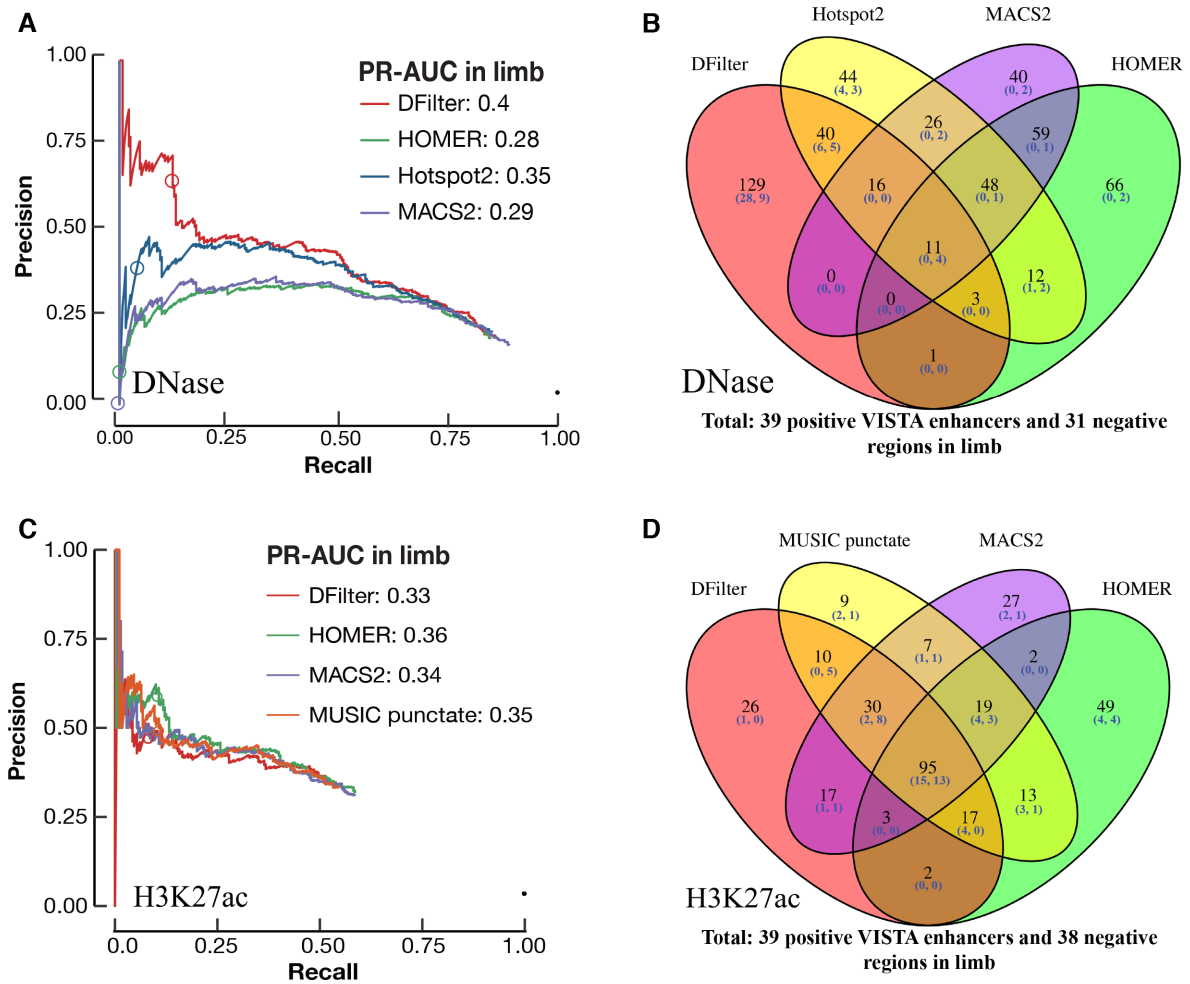 A
PR-AUC in limb
DFilter: 0.4
HOMER: 0.28
Hotspot2: 0.35
MACS2: 0.29
1.00
0.75
0.50
0.25
0.00
Precision
DNase
0.00
0.25
0.50
0.75
1.00
Recall
B
Hotspot2
MACS2
DFilter
HOMER
44
(4, 3)
40
(0, 2)
26
(0, 2)
40
(6, 5)
59
(0, 1)
129
(28, 9)
16
(0, 0)
48
(0, 1)
66
(0, 2)
11
(0, 4)
0
(0, 0)
12
(1, 2)
0
(0, 0)
3
(0, 0)
1
(0, 0)
DNase
Total: 39 positive VISTA enhancers and 31 negative
regions in limb
C
PR-AUC in limb
DFilter: 0.33
HOMER: 0.36
MACS2: 0.34
MUSIC punctate: 0.35
1.00
0.75
0.50
0.25
0.00
Precision
H3K27ac
0.0
0.25
0.50
0.75
1.00
Recall
D
MUSIC punctate
MACS2
DFilter
HOMER
9
(2, 1)
27
(2, 1)
7
(1, 1)
10
(0, 5)
2
(0, 0)
26
(1, 0)
30
(2, 8)
19
(4, 3)
49
(4, 4)
95
(15, 13)
17
(1, 1)
13
(3, 1)
3
(0, 0)
17
(4, 0)
2
(0, 0)
H3K27ac
Total: 39 positive VISTA enhancers and 38 negative
regions in limb